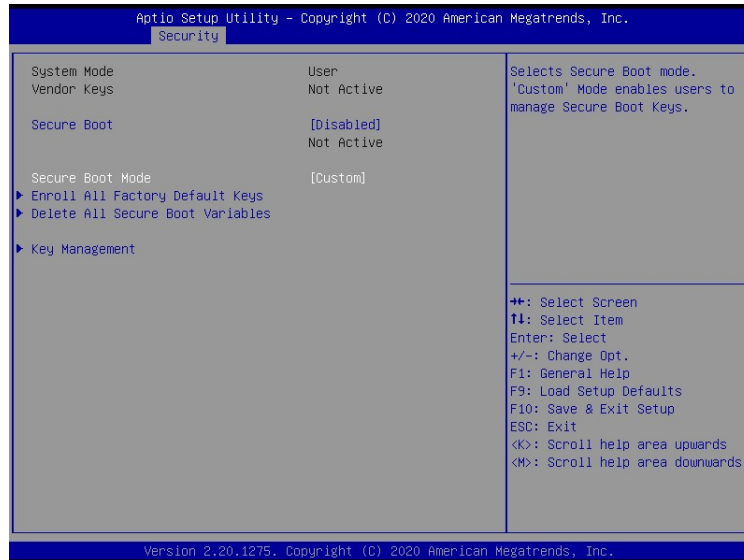 Aptio Setup Utility – Copyright (C) 2020 American Megatrends, Inc.
Security
System Mode User
Vendor Keys Not Active
Secure Boot [Disabled]
Not Active
Secure Boot Mode [Custom]
Enroll All Factory Default Keys
Delete All Secure Boot Variables
Key Management
Selects Secure Boot mode.
'Custom' Mode enables users to
manage Secure Boot Keys.
→←: Select Screen
↑↓: Select Item
Enter: Select
+/-: Change Opt.
F1: General Help
F9: Load Setup Defaults
F10: Save & Exit Setup
ESC: Exit
<K>: Scroll help area upwards
<M>: Scroll help area downwards
Version 2.20.1275. Copyright (C) 2020 American Megatrends, Inc.